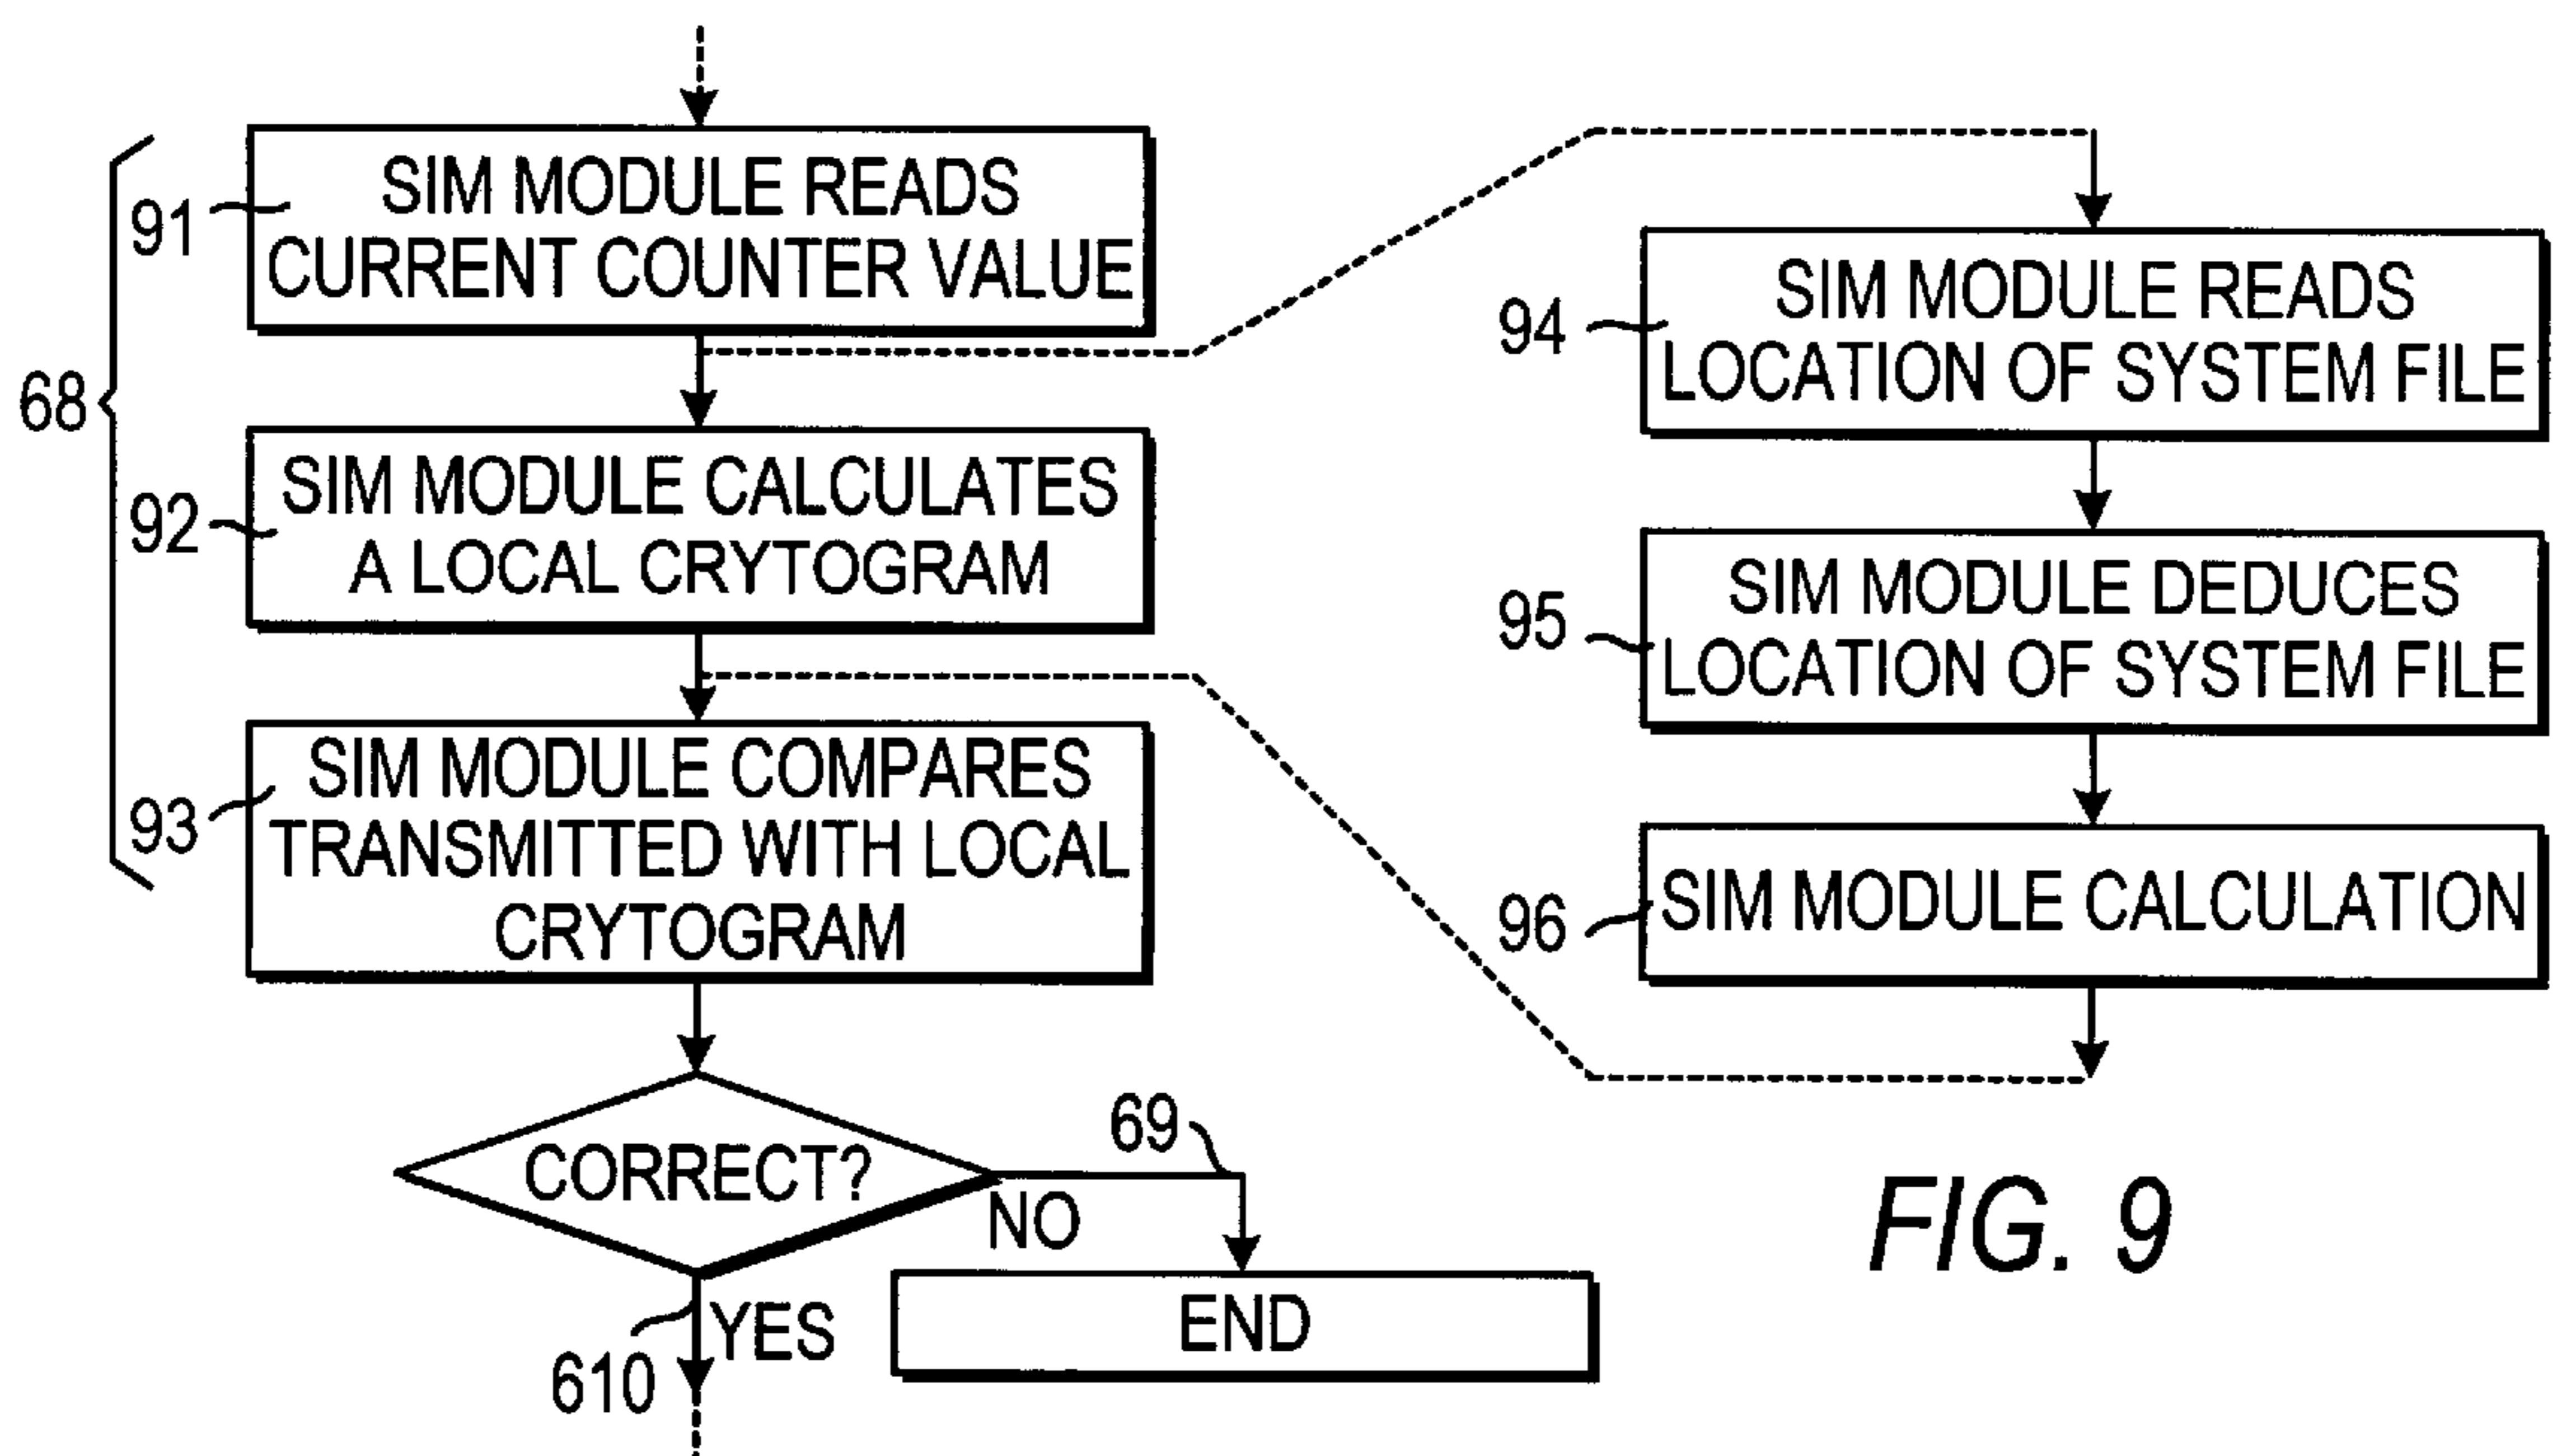 68
91
SIM MODULE READS
CURRENT COUNTER VALUE
92
SIM MODULE CALCULATES
A LOCAL CRYTOGRAM
93
SIM MODULE COMPARES
TRANSMITTED WITH LOCAL
CRYTOGRAM
CORRECT?
69
NO
END
610
YES
94
SIM MODULE READS
LOCATION OF SYSTEM FILE
95
SIM MODULE DEDUCES
LOCATION OF SYSTEM FILE
96
SIM MODULE CALCULATION
FIG. 9